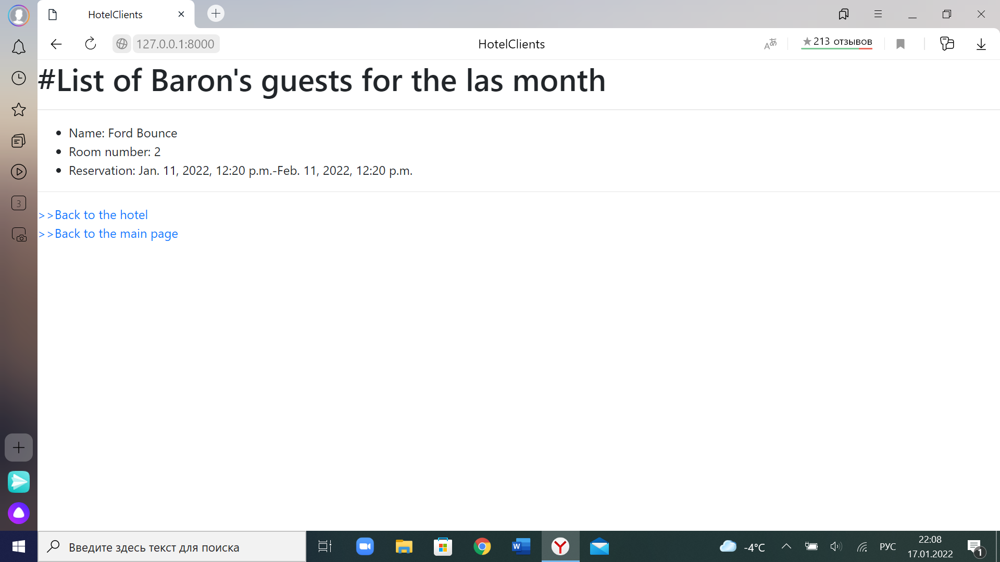 HotelClients
127.0.0.1:8000
HotelClients
213 отзывов
#List of Baron's guests for the las month
Name: Ford Bounce
Room number: 2
Reservation: Jan. 11, 2022, 12:20 p.m.-Feb. 11, 2022, 12:20 p.m.
>>Back to the hotel
>>Back to the main page
3
Введите здесь текст для поиска
W
-4°C
РУС
22:08
17.01.2022
1